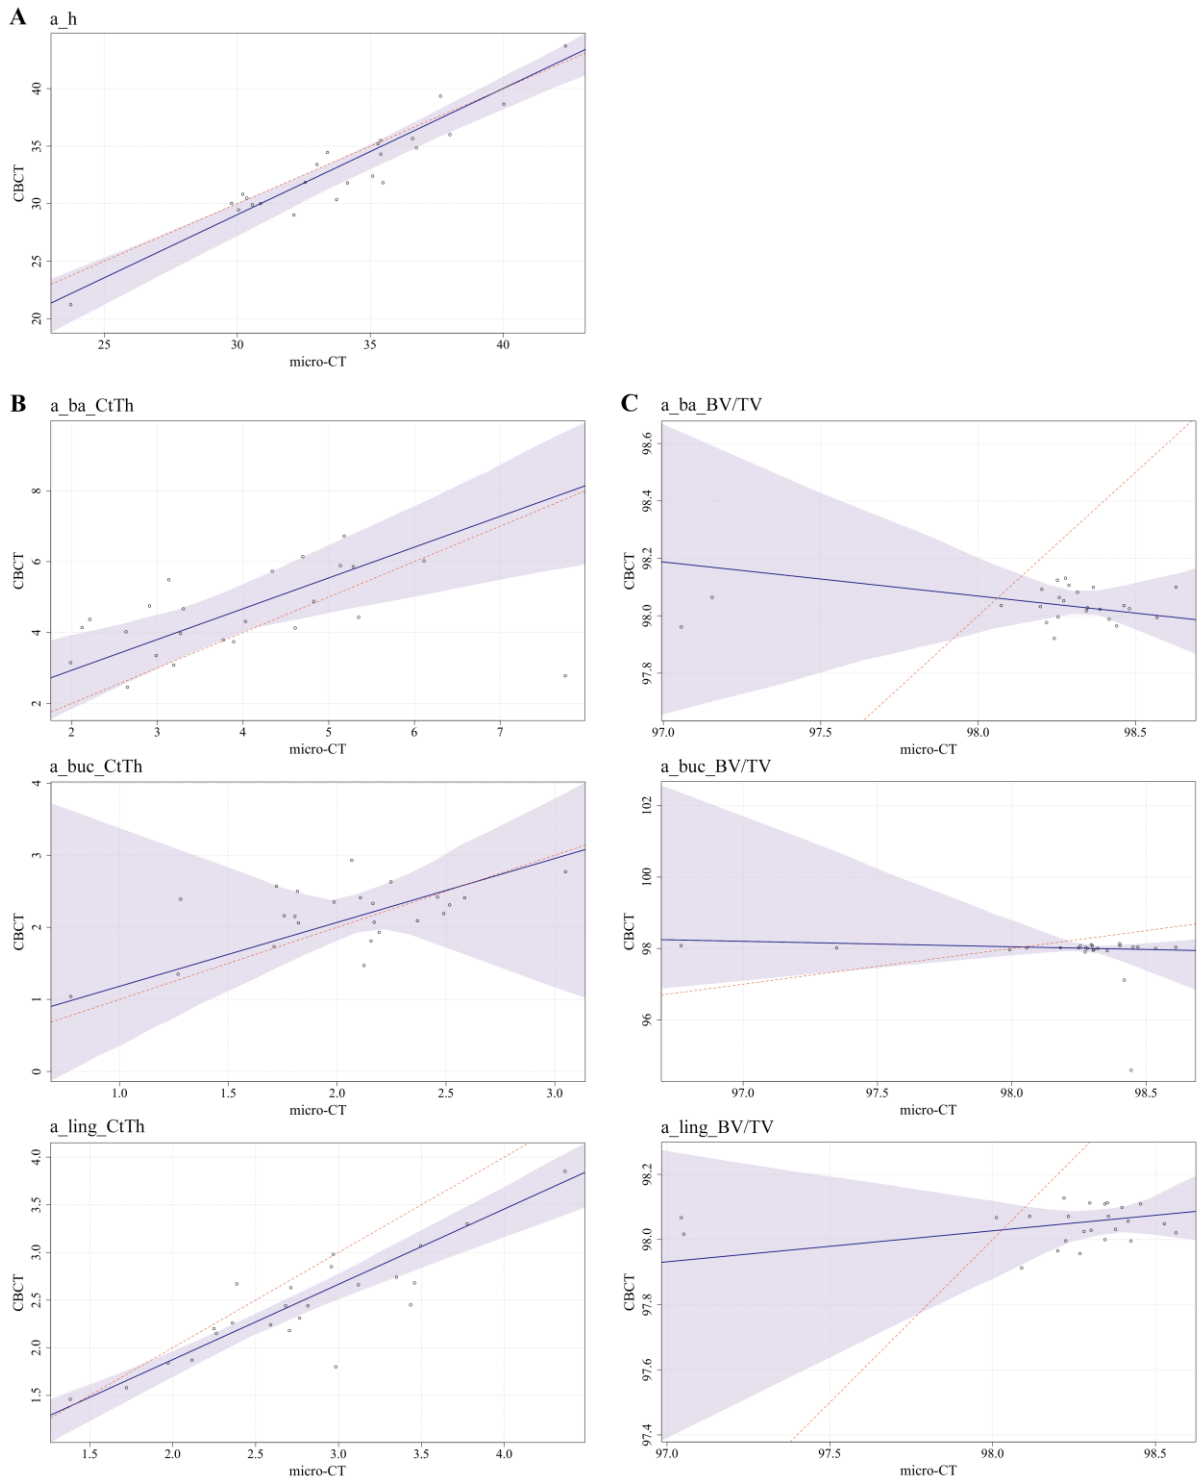 A a_h
CBCT
40
35
30
25
20
25 30 35 40
micro-CT
B a_ba_CtTh
CBCT
8
6
4
2
2 3 4 5 6 7
micro-CT
a_buc_CtTh
CBCT
4
3
2
1
0
1.0 1.5 2.0 2.5 3.0
micro-CT
a_ling_CtTh
CBCT
4.0
3.5
3.0
2.5
2.0
1.5
1.5 2.0 2.5 3.0 3.5 4.0
micro-CT
C a_ba_BV/TV
CBCT
98.6
98.4
98.2
98.0
97.8
97.0 97.5 98.0 98.5
micro-CT
a_buc_BV/TV
CBCT
102
100
98
96
97.0 97.5 98.0 98.5
micro-CT
a_ling_BV/TV
CBCT
98.2
98.0
97.8
97.6
97.4
97.0 97.5 98.0 98.5
micro-CT